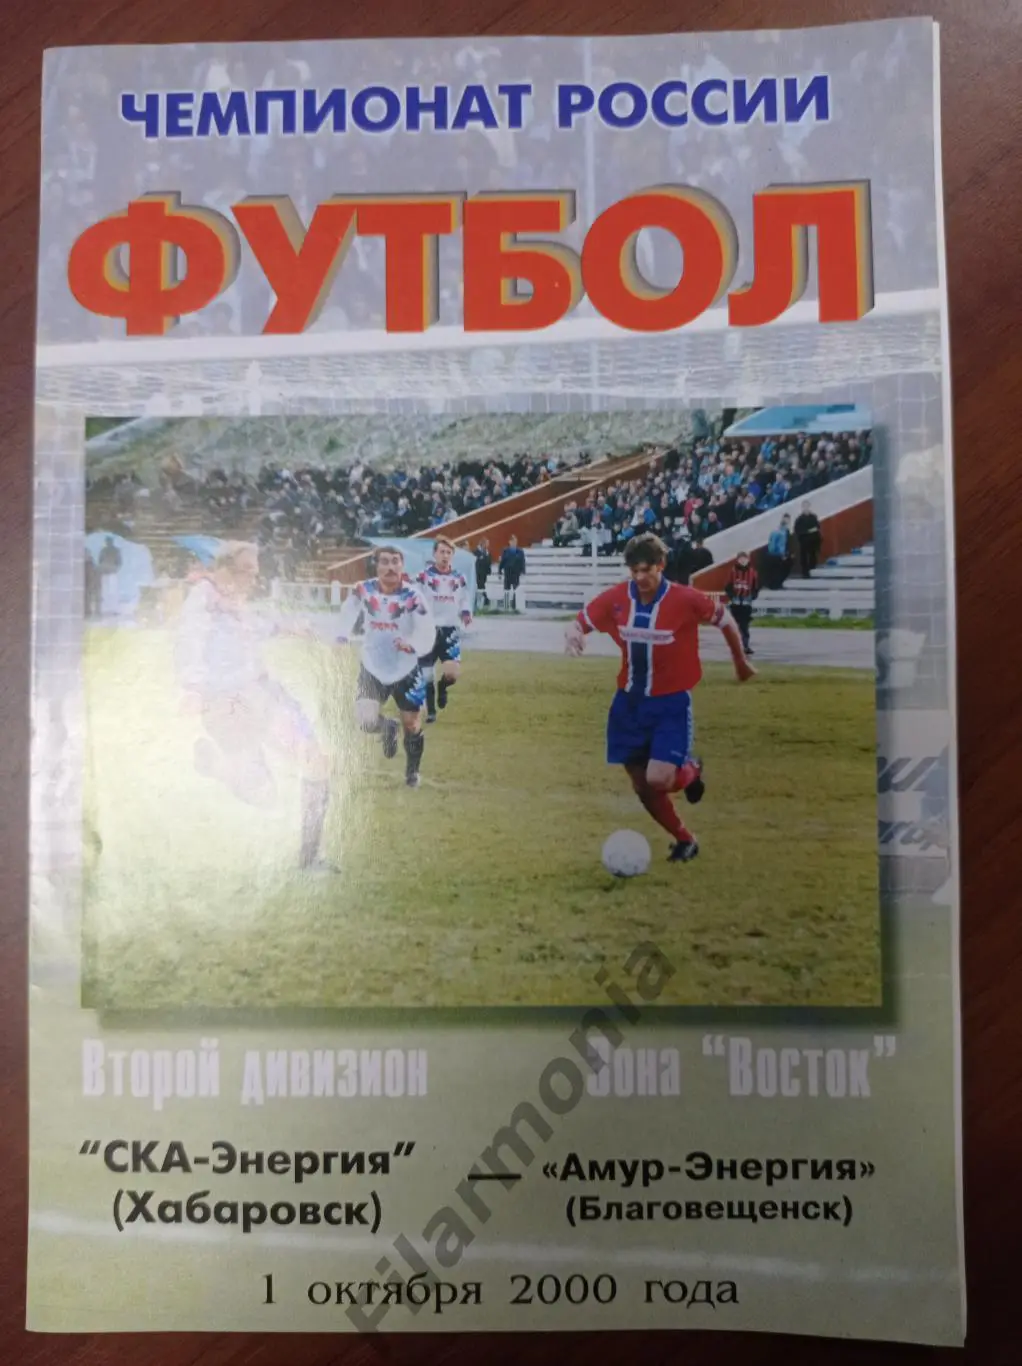 ЧЕМПИОНАТ РОССИИ
ФУТБОЛ
Второй дивизион Зона "Восток"
"СКА-Энергия" — «Амур-Энергия»
(Хабаровск) (Благовещенск)
1 октября 2000 года
Filarmonia